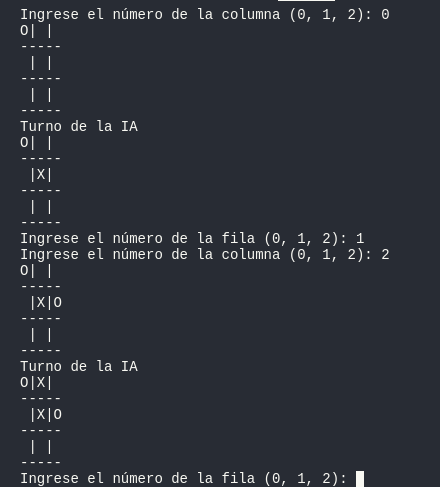 Ingrese el número de la columna (0, 1, 2): 0
O| |
-----
 | |
-----
 | |
-----
Turno de la IA
O| |
-----
 |X|
-----
 | |
-----
Ingrese el número de la fila (0, 1, 2): 1
Ingrese el número de la columna (0, 1, 2): 2
O| |
-----
 |X|O
-----
 | |
-----
Turno de la IA
O|X|
-----
 |X|O
-----
 | |
-----
Ingrese el número de la fila (0, 1, 2):